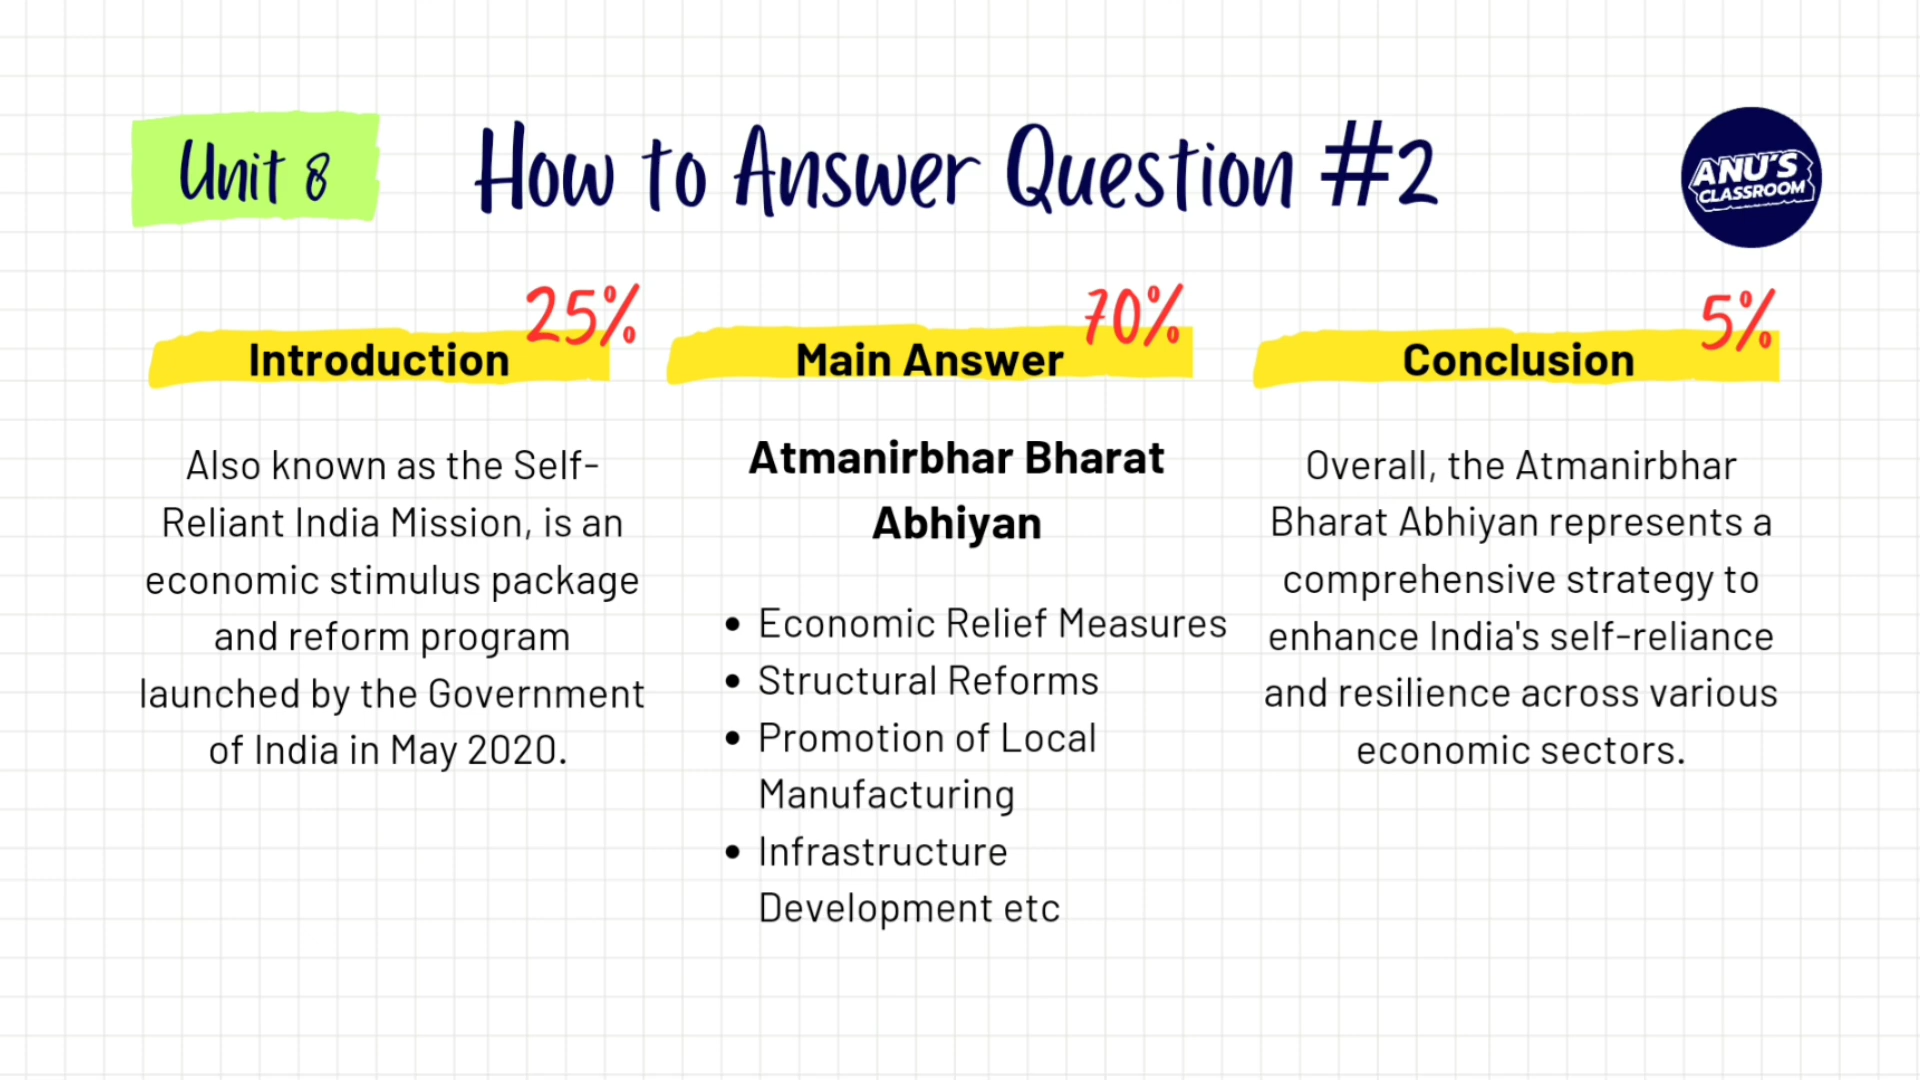 Unit 8
How to Answer Question #2
ANU'S
CLASSROOM
25%
Introduction
Also known as the Self-
Reliant India Mission, is an
economic stimulus package
and reform program
launched by the Government
of India in May 2020.
70%
Main Answer
Atmanirbhar Bharat
Abhiyan
• Economic Relief Measures
• Structural Reforms
• Promotion of Local
Manufacturing
• Infrastructure
Development etc
5%
Conclusion
Overall, the Atmanirbhar
Bharat Abhiyan represents a
comprehensive strategy to
enhance India's self-reliance
and resilience across various
economic sectors.